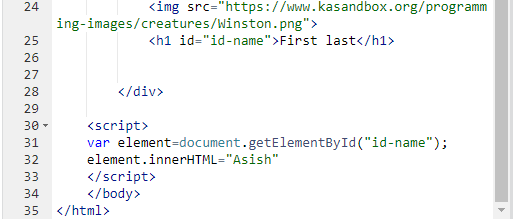 24 <img src="https://www.kasandbox.org/programm
ing-images/creatures/Winston.png">
25 <h1 id="id-name">First last</h1>
26
27
28 </div>
29
30 <script>
31 var element=document.getElementById("id-name");
32 element.innerHTML="Asish"
33 </script>
34 </body>
35 </html>